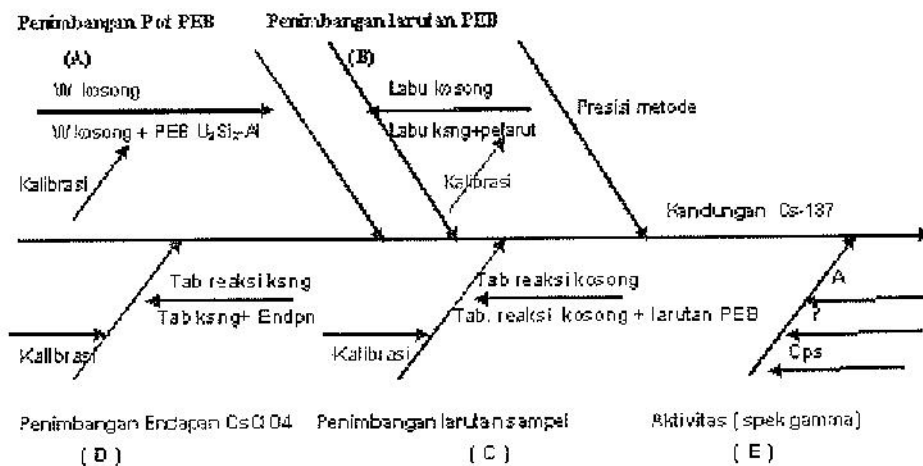 Penimbangan Pot PEB
(A)
W kosong
W kosong + PEB U₃Si₂-Al
Kalibrasi
Penimbangan larutan PEB
(B)
Labu kosong
Labu ksng+pelarut
Kalibrasi
Presisi metode
Kandungan Cs-137
Tab reaksi ksng
Tab ksng+ Endpn
Kalibrasi
Tab reaksi kosong
Tab. reaksi kosong + larutan PEB
Kalibrasi
A
?
Cps
Penimbangan Endapan CsClO4
( D )
Penimbangan larutan sampel
( C )
Aktivitas ( spek gamma)
( E )